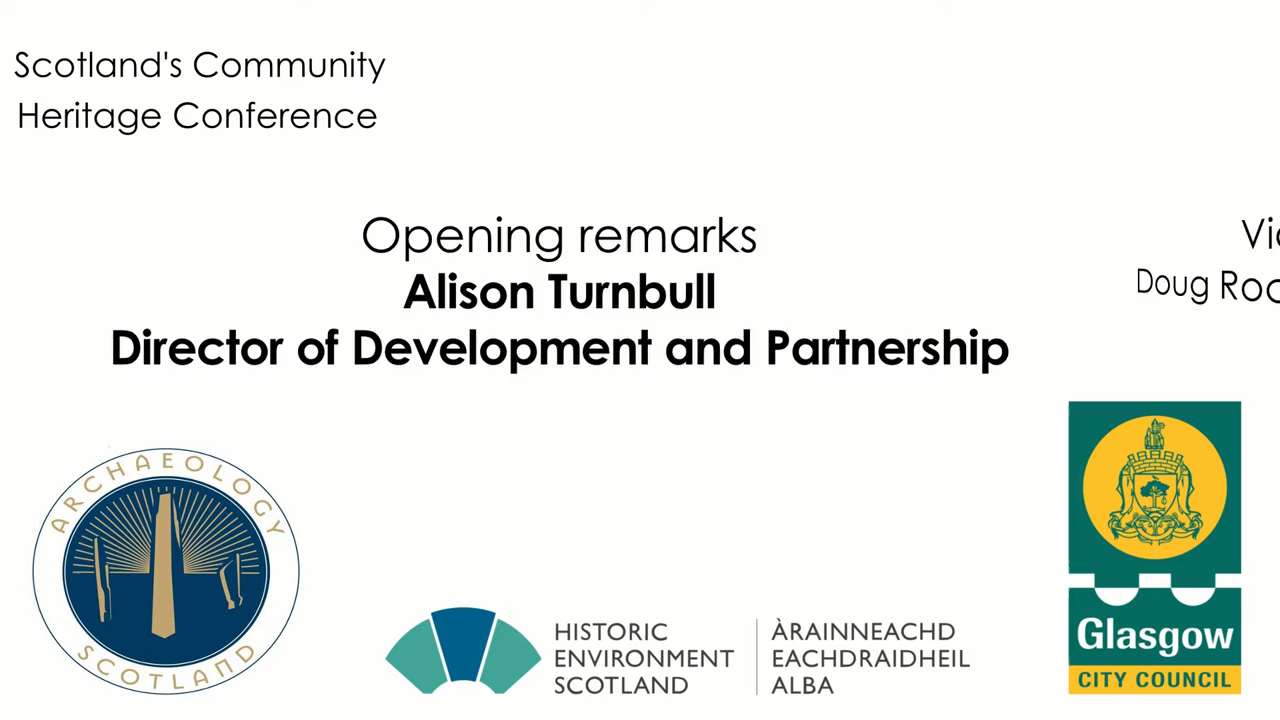 Scotland's Community
Heritage Conference
Opening remarks
Alison Turnbull
Director of Development and Partnership
Doug
ARCHAEOLOGY
SCOTLAND
HISTORIC
ENVIRONMENT
SCOTLAND
ÀRAINNEACHD
EACHDRAIDHEIL
ALBA
Glasgow
CITY COUNCIL